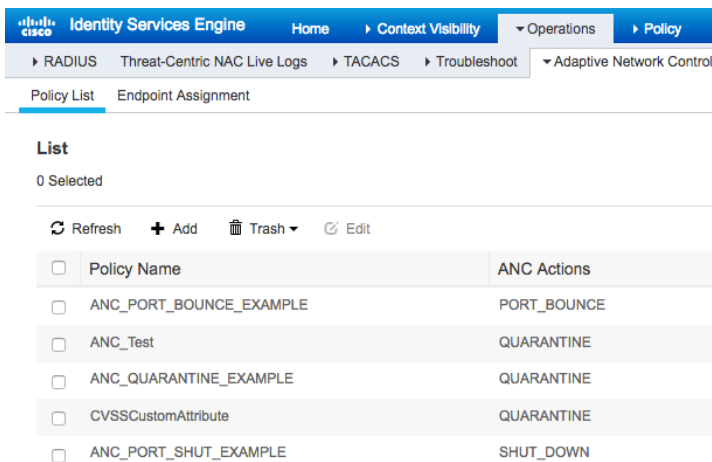 CISCO Identity Services Engine Home Context Visibility Operations Policy
RADIUS Threat-Centric NAC Live Logs TACACS Troubleshoot Adaptive Network Control
Policy List Endpoint Assignment
List
0 Selected
Refresh Add Trash Edit
Policy Name ANC Actions
ANC_PORT_BOUNCE_EXAMPLE PORT_BOUNCE
ANC_Test QUARANTINE
ANC_QUARANTINE_EXAMPLE QUARANTINE
CVSSCustomAttribute QUARANTINE
ANC_PORT_SHUT_EXAMPLE SHUT_DOWN